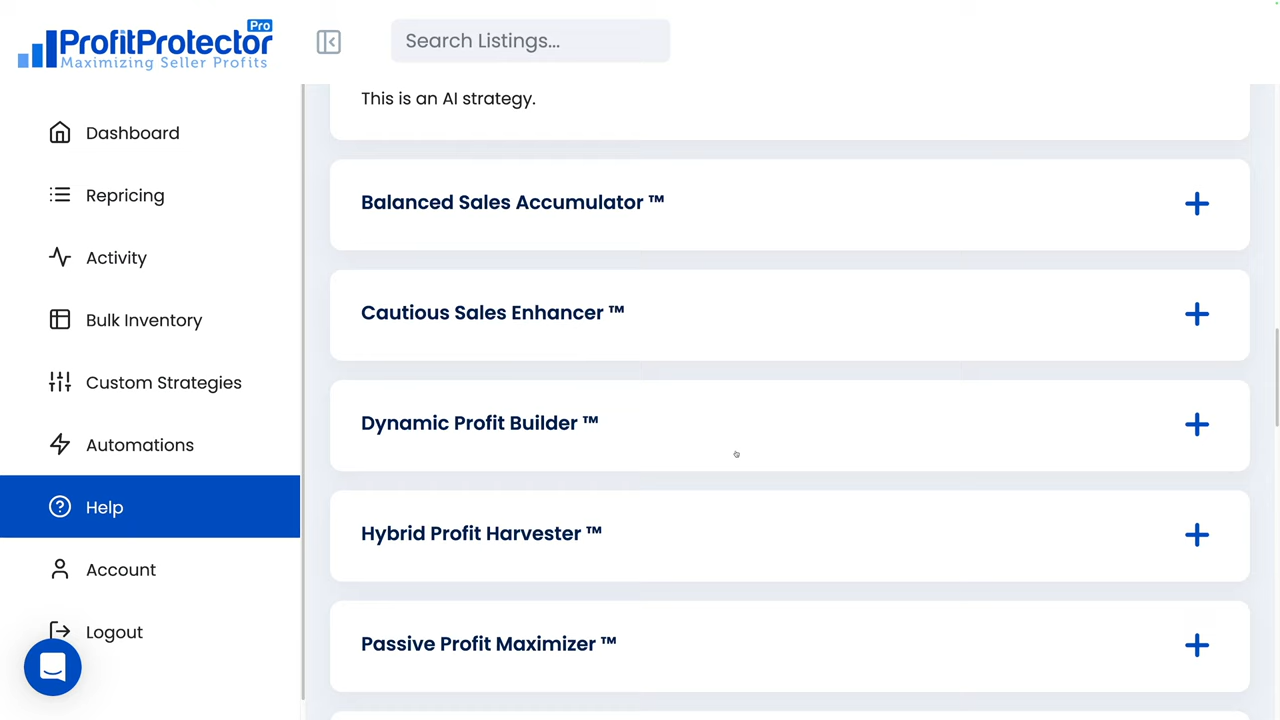 ProfitProtector Pro
Maximizing Seller Profits
Search Listings...
Dashboard
Repricing
Activity
Bulk Inventory
Custom Strategies
Automations
Help
Account
Logout
This is an AI strategy.
Balanced Sales Accumulator ™
Cautious Sales Enhancer ™
Dynamic Profit Builder ™
Hybrid Profit Harvester ™
Passive Profit Maximizer ™